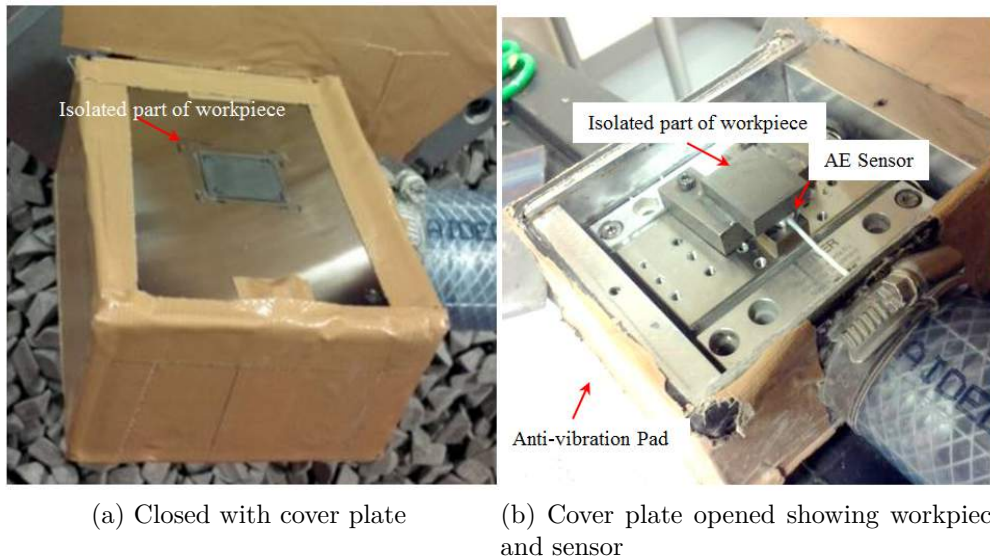 Isolated part of workpiece
Isolated part of workpiece
AE Sensor
Anti-vibration Pad
(a) Closed with cover plate
(b) Cover plate opened showing workpiec
and sensor